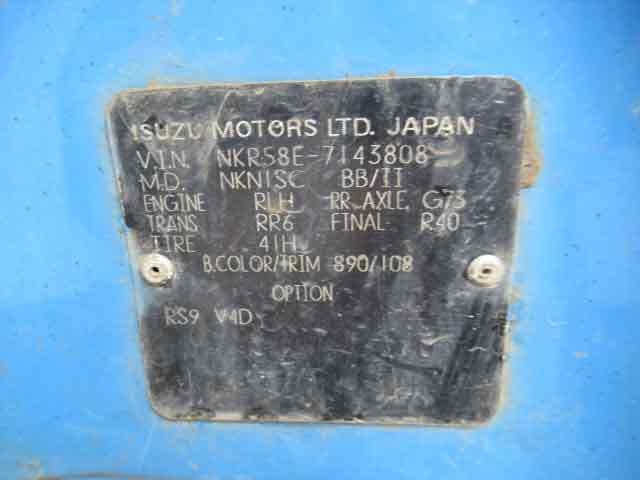 ISUZU MOTORS LTD. JAPAN
V.I.N. NKR58E-7143808
M.D. NKN1SC BB/II
ENGINE RLH RR.AXLE G73
TRANS RR6 FINAL R40
TIRE 41H
B.COLOR/TRIM 890/108
OPTION
RS9 V4D